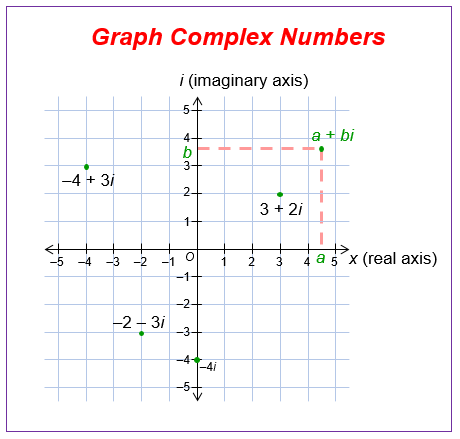 Graph Complex Numbers
i (imaginary axis)
5
4
a + bi
b
3
–4 + 3i
2
3 + 2i
1
O
–5 –4 –3 –2 –1 1 2 3 4 5
a
x (real axis)
–1
–2
–2 – 3i
–3
–4
–4i
–5